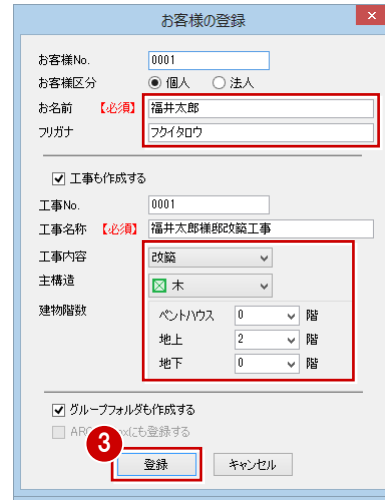 お客様の登録
×
お客様No. 0001
お客様区分 個人 法人
お名前 【必須】 福井太郎
フリガナ フクイタロウ
工事も作成する
工事No. 0001
工事名称 【必須】 福井太郎様邸改築工事
工事内容 改築
主構造 木
建物階数 ペントハウス 0 階
地上 2 階
地下 0 階
グループフォルダも作成する
にも登録する
3
登録 キャンセル